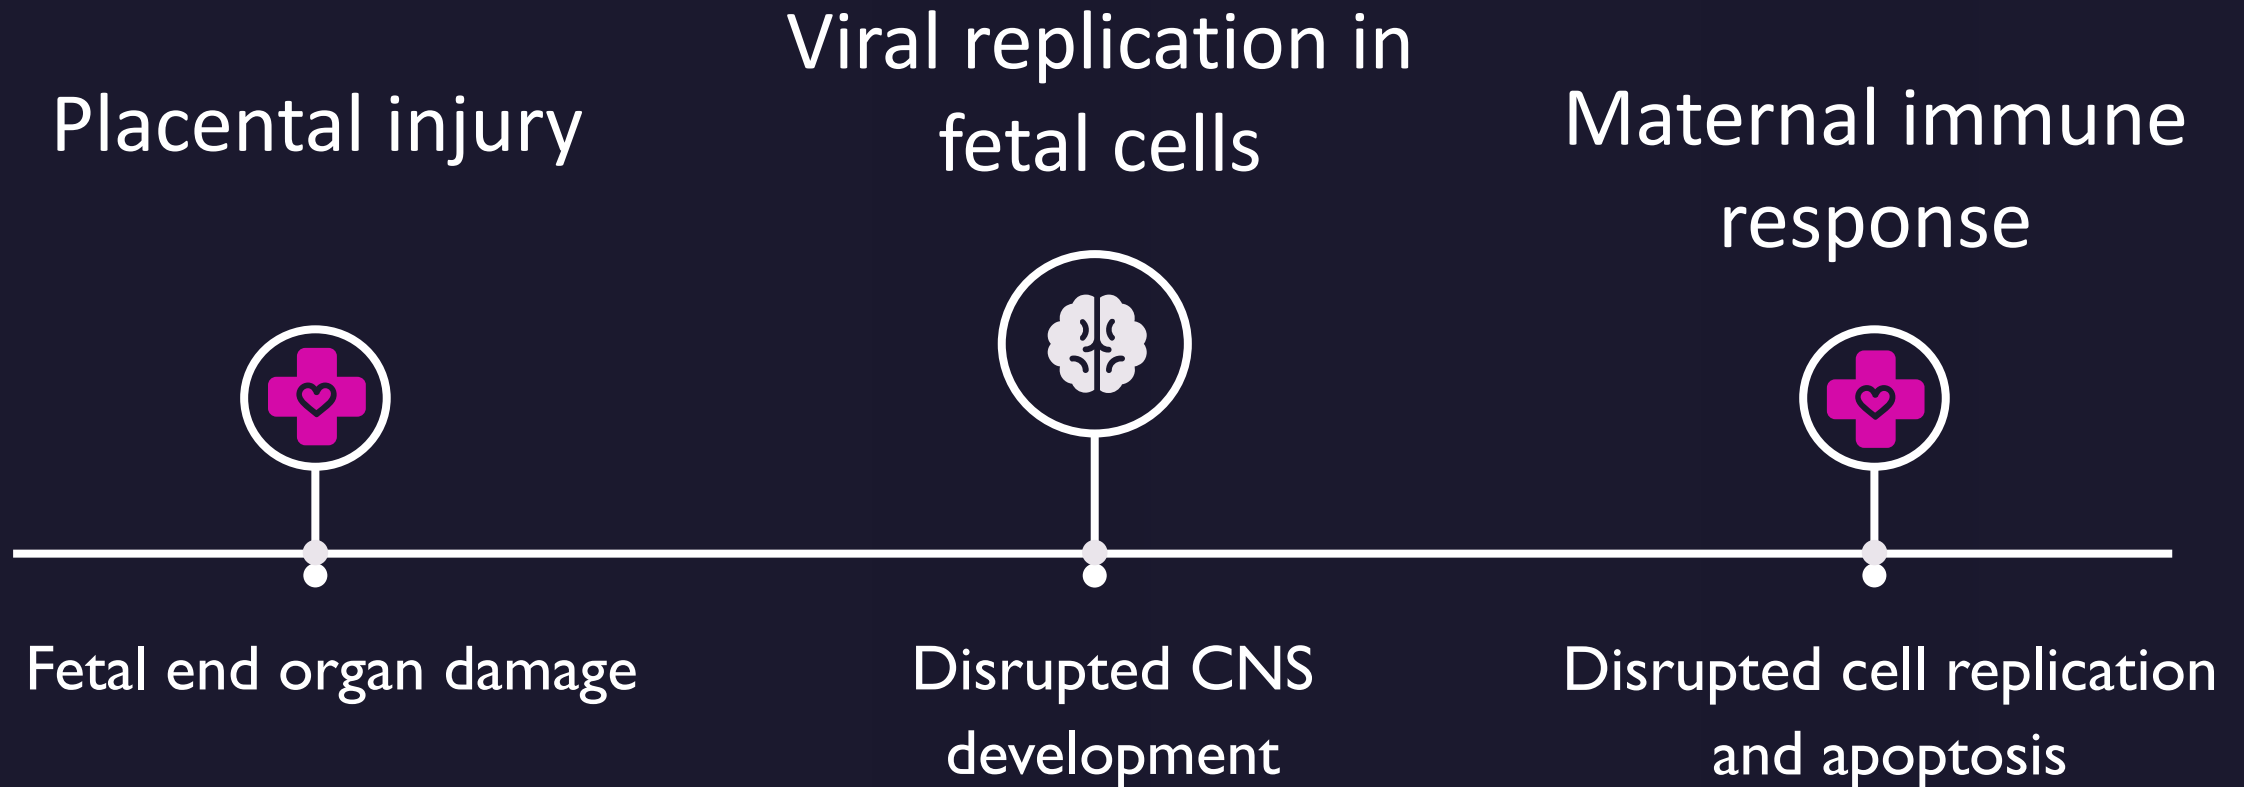 Placental injury
Viral replication in
fetal cells
Maternal immune
response
Fetal end organ damage
Disrupted CNS
development
Disrupted cell replication
and apoptosis